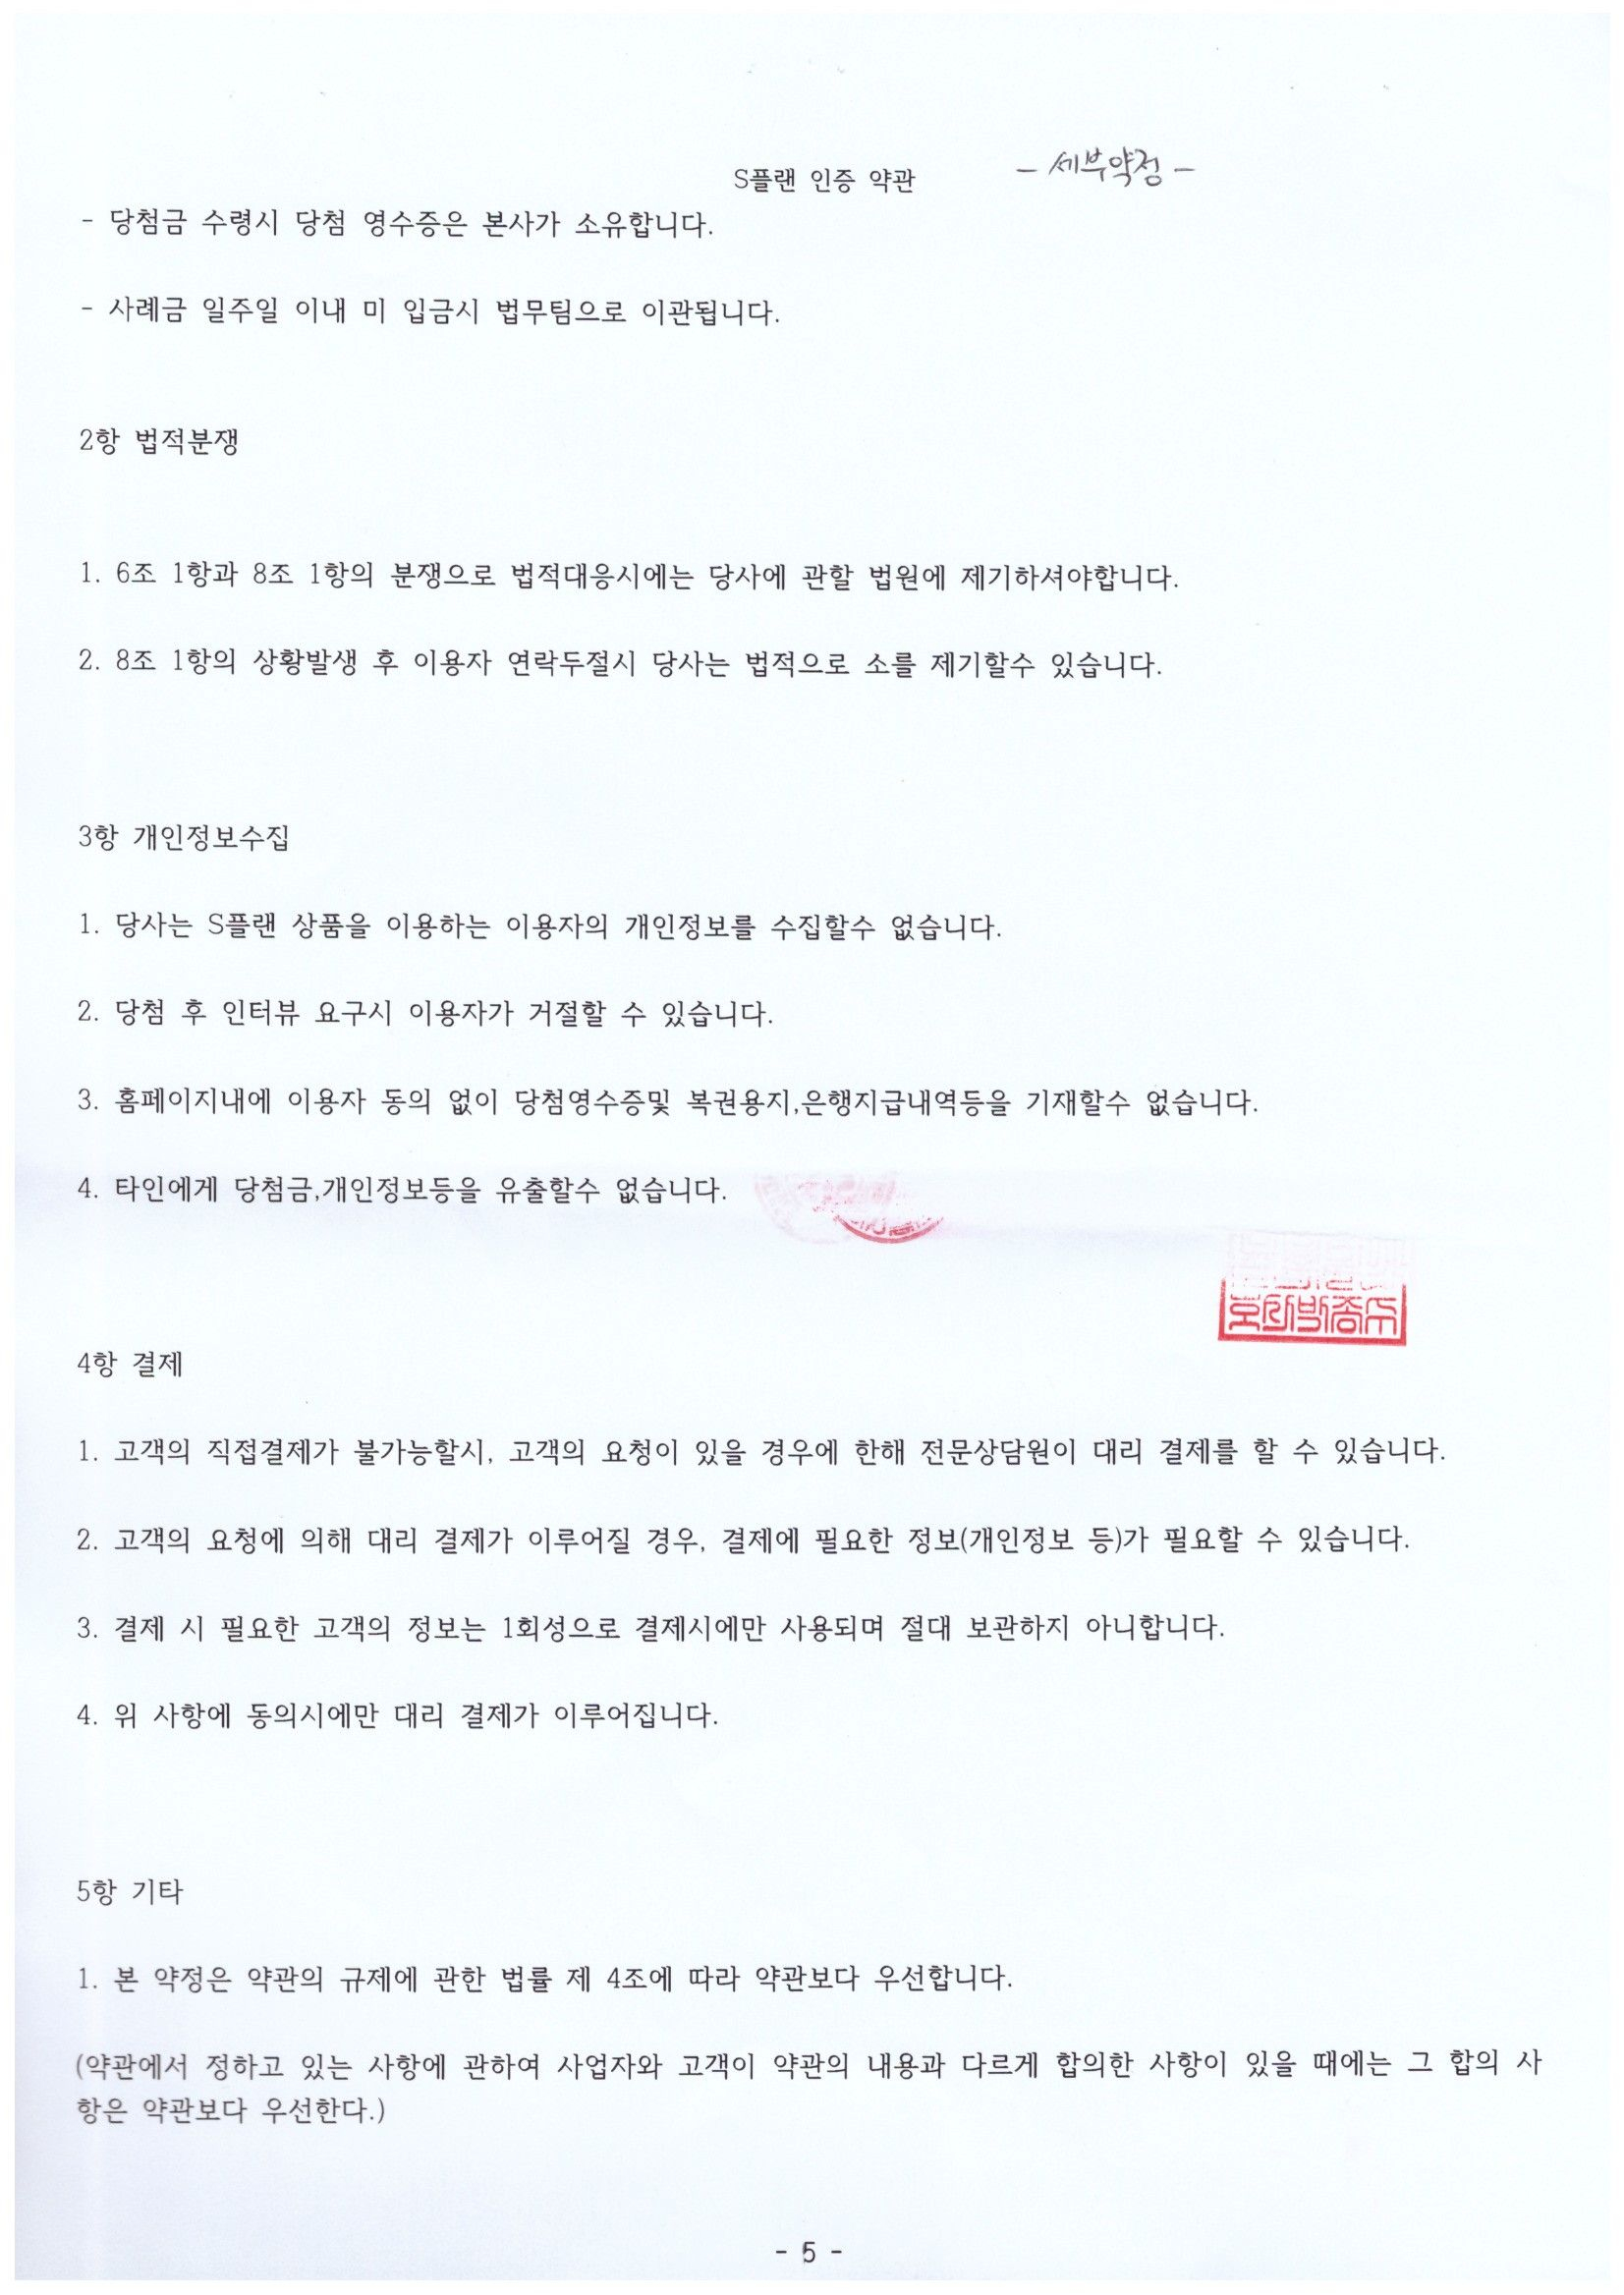 S플랜 인증 약관 - 세부약정 -
- 당첨금 수령시 당첨 영수증은 본사가 소유합니다.
- 사례금 일주일 이내 미 입금시 법무팀으로 이관됩니다.
2항 법적분쟁
1. 6조 1항과 8조 1항의 분쟁으로 법적대응시에는 당사에 관할 법원에 제기하셔야합니다.
2. 8조 1항의 상황발생 후 이용자 연락두절시 당사는 법적으로 소를 제기할수 있습니다.
3항 개인정보수집
1. 당사는 S플랜 상품을 이용하는 이용자의 개인정보를 수집할수 없습니다.
2. 당첨 후 인터뷰 요구시 이용자가 거절할 수 있습니다.
3. 홈페이지내에 이용자 동의 없이 당첨영수증및 복권용지,은행지급내역등을 기재할수 없습니다.
4. 타인에게 당첨금,개인정보등을 유출할수 없습니다.
4항 결제
1. 고객의 직접결제가 불가능할시, 고객의 요청이 있을 경우에 한해 전문상담원이 대리 결제를 할 수 있습니다.
2. 고객의 요청에 의해 대리 결제가 이루어질 경우, 결제에 필요한 정보(개인정보 등)가 필요할 수 있습니다.
3. 결제 시 필요한 고객의 정보는 1회성으로 결제시에만 사용되며 절대 보관하지 아니합니다.
4. 위 사항에 동의시에만 대리 결제가 이루어집니다.
5항 기타
1. 본 약정은 약관의 규제에 관한 법률 제 4조에 따라 약관보다 우선합니다.
(약관에서 정하고 있는 사항에 관하여 사업자와 고객이 약관의 내용과 다르게 합의한 사항이 있을 때에는 그 합의 사
항은 약관보다 우선한다.)
- 5 -